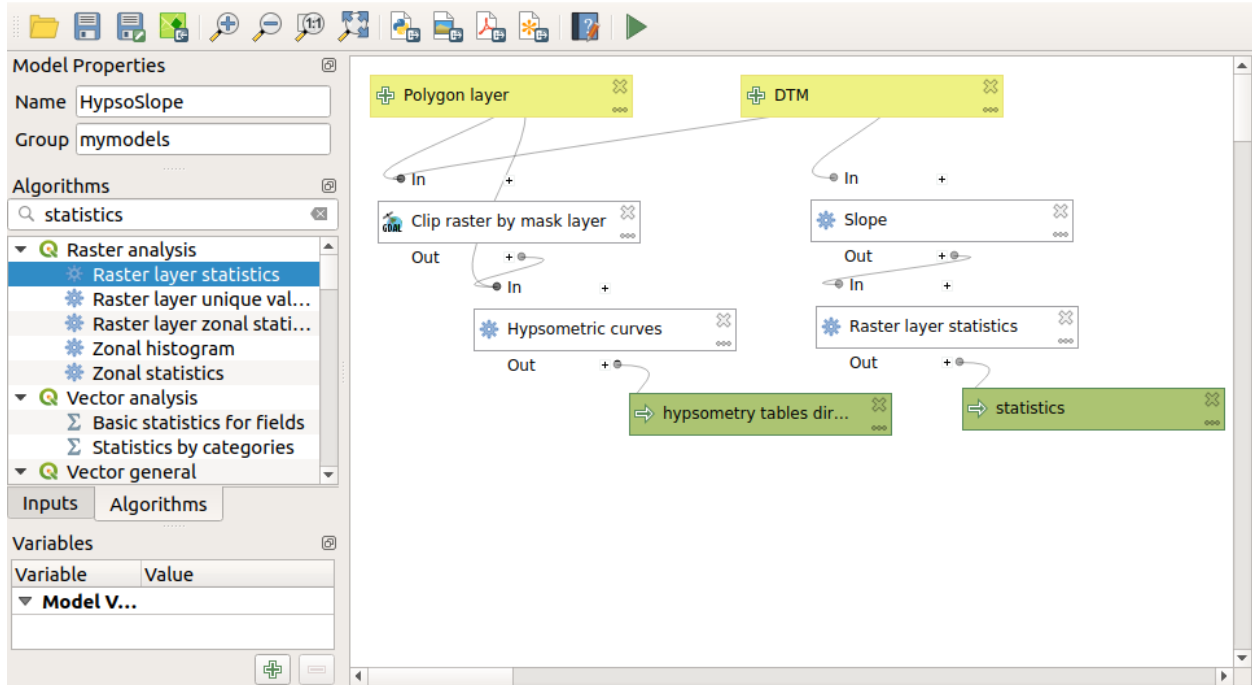 1:1
Model Properties
Name HypsoSlope
Group mymodels
Algorithms
statistics
Raster analysis
Raster layer statistics
Raster layer unique val...
Raster layer zonal stati...
Zonal histogram
Zonal statistics
Vector analysis
Σ Basic statistics for fields
Σ Statistics by categories
Vector general
Inputs Algorithms
Variables
Variable Value
Model V...
Polygon layer
DTM
In
In
GDAL Clip raster by mask layer
Slope
Out
Out
In
In
Hypsometric curves
Raster layer statistics
Out
Out
hypsometry tables dir...
statistics